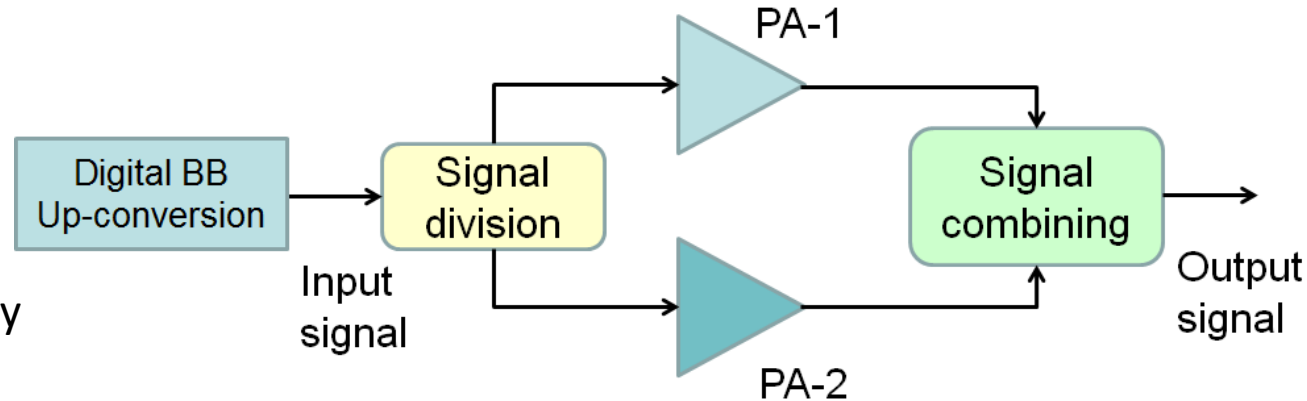 PA-1
Digital BB
Up-conversion
Signal
division
Signal
combining
Input
signal
Output
signal
y
PA-2